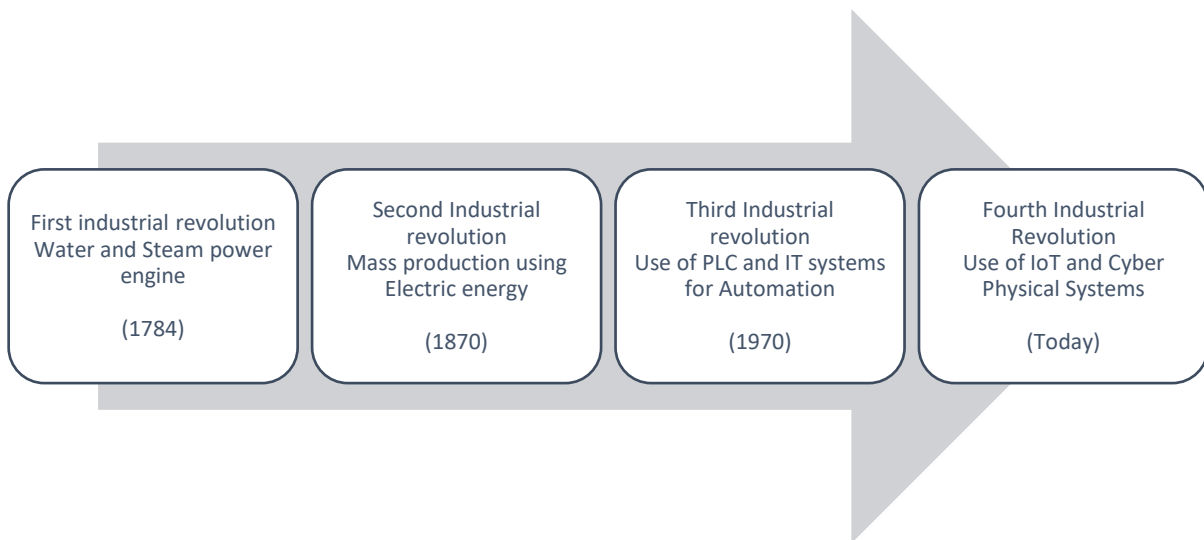 First industrial revolution
Water and Steam power
engine
(1784)
Second Industrial
revolution
Mass production using
Electric energy
(1870)
Third Industrial
revolution
Use of PLC and IT systems
for Automation
(1970)
Fourth Industrial
Revolution
Use of IoT and Cyber
Physical Systems
(Today)